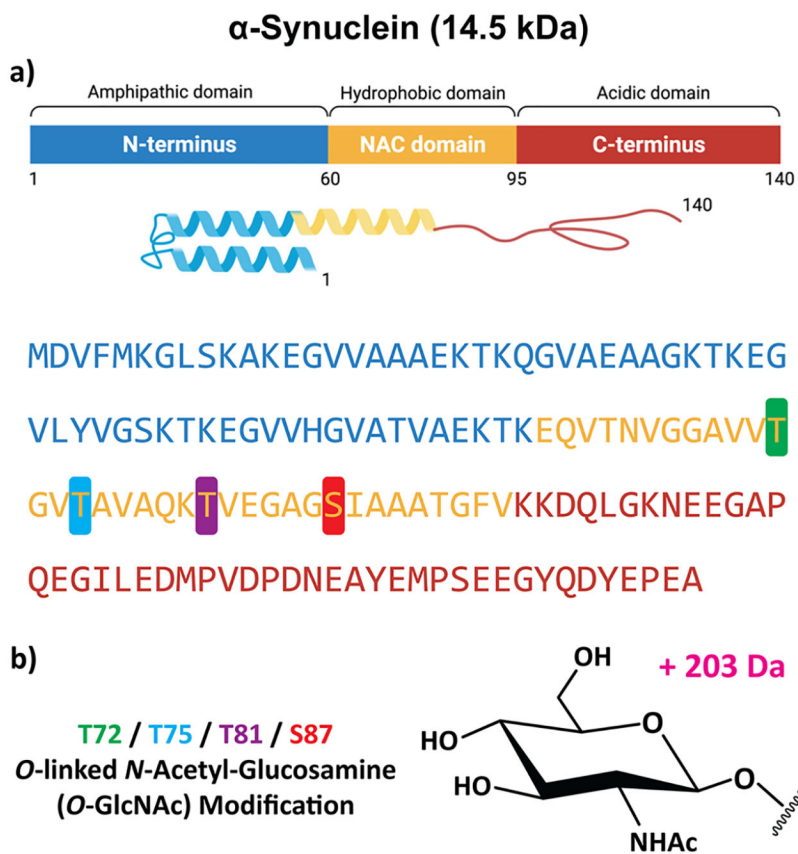 α-Synuclein (14.5 kDa)
a)
Amphipathic domain Hydrophobic domain Acidic domain
N-terminus NAC domain C-terminus
1 60 95 140
140
1
MDVFMKGLSKAKEGVVAAAEKTKQGVAEAAGKTKEG
VLYVGSKTKEGVVHGVATVAEKTKEQVTNVGGAVVT
GVTAVAQKTVEGAGSIAAATGFVKKDQLGKNEEGAP
QEGILEDMPVDPDNEAYEMPSEEGYQDYEPEA
b)
OH + 203 Da
T72 / T75 / T81 / S87
O-linked N-Acetyl-Glucosamine
(O-GlcNAc) Modification
HO O
HO O
NHAc